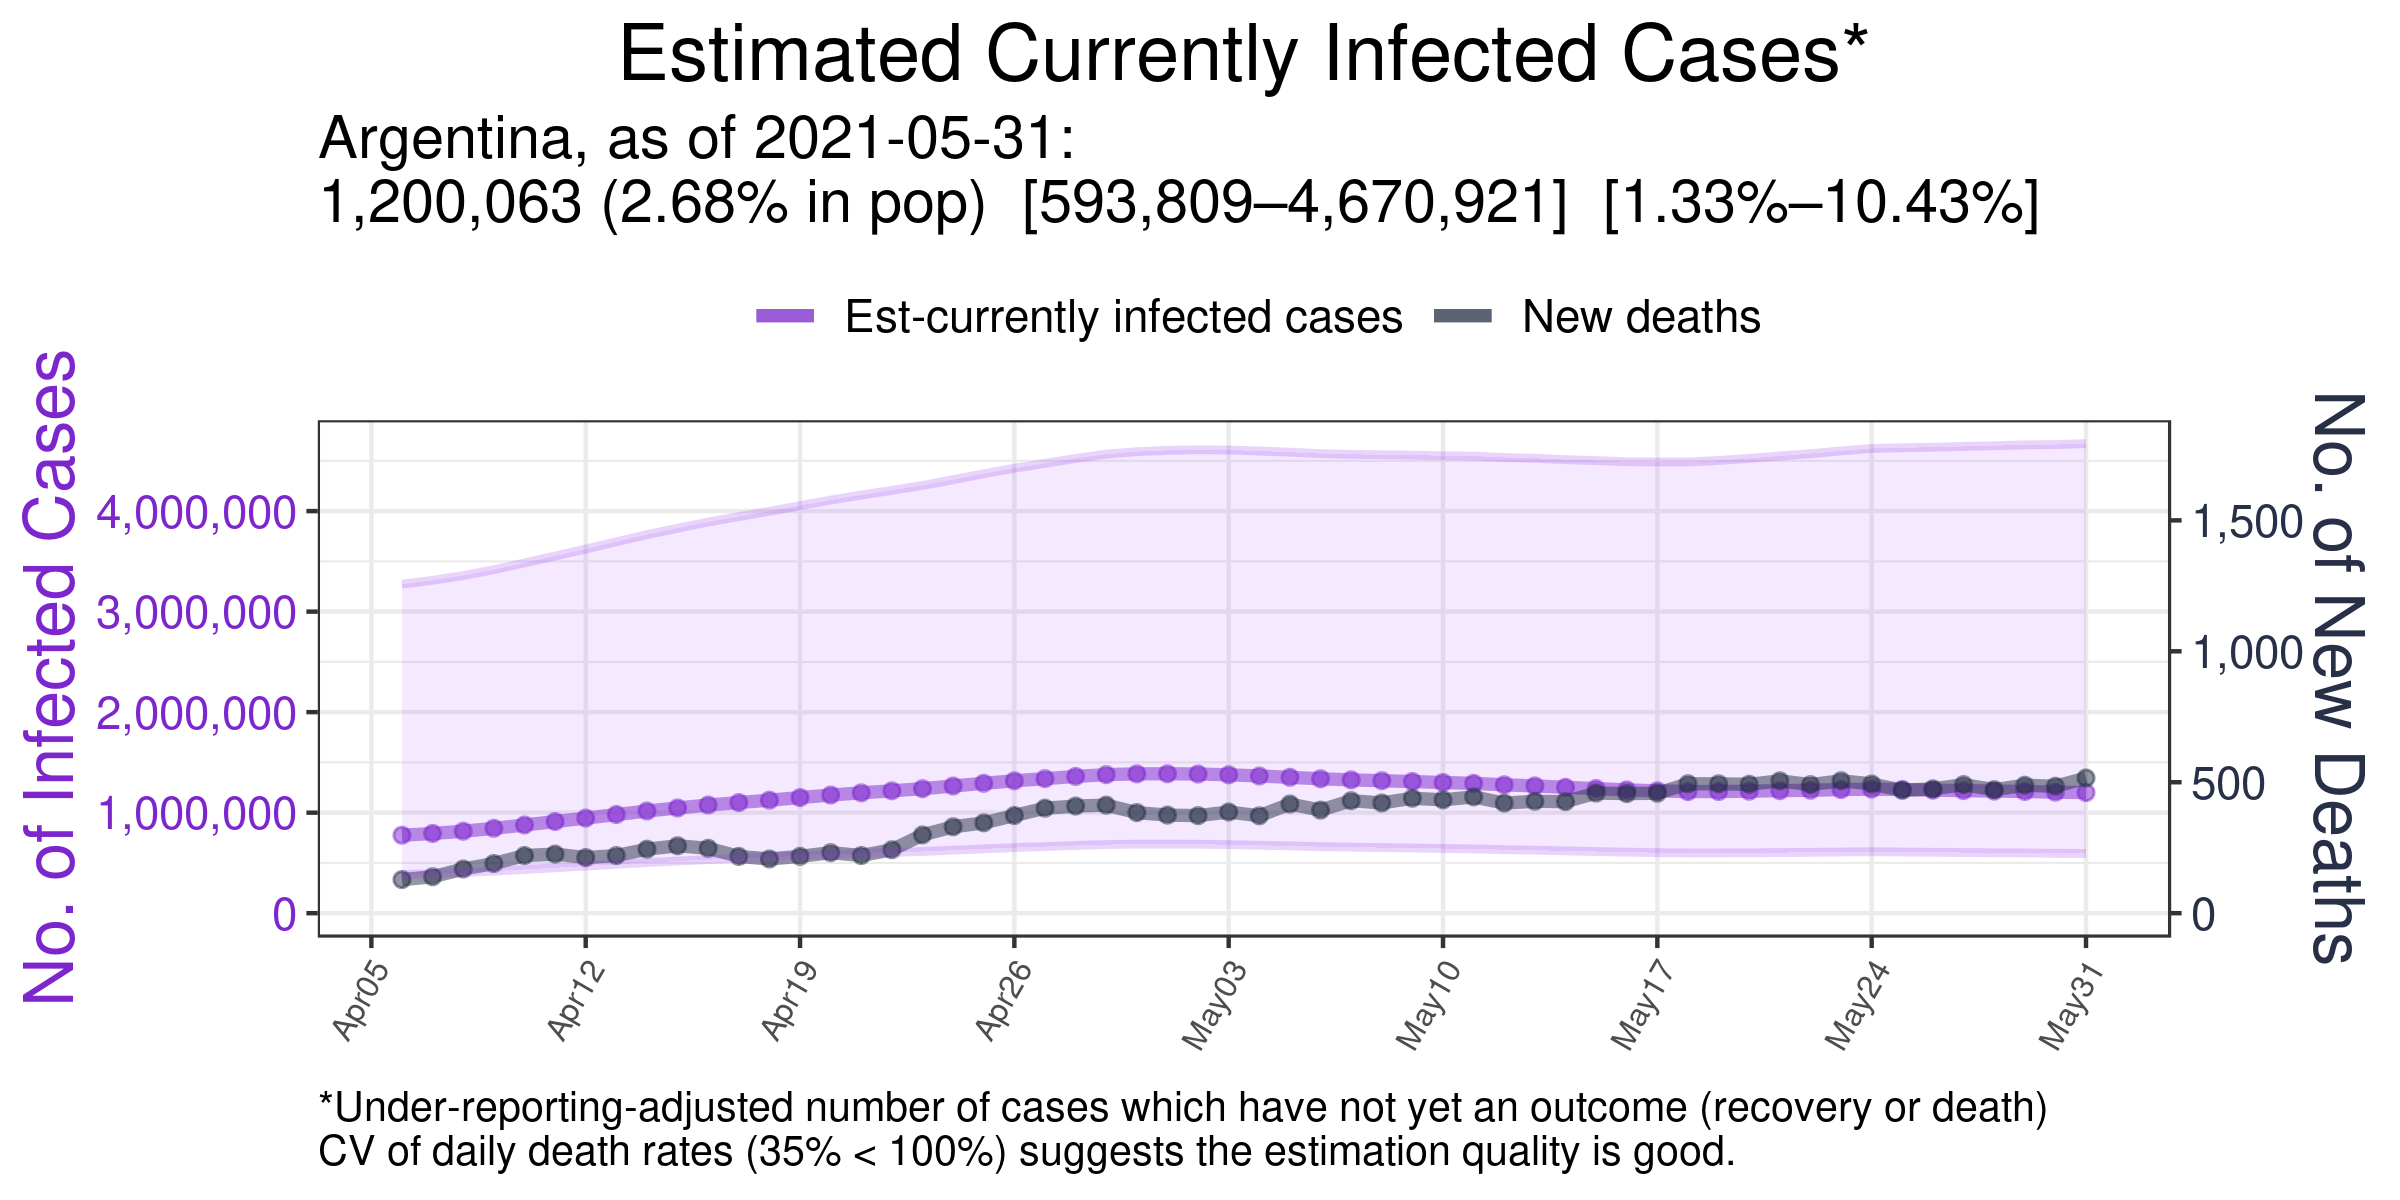 Estimated Currently Infected Cases*
Argentina, as of 2021-05-31:
1,200,063 (2.68% in pop)  [593,809–4,670,921]  [1.33%–10.43%]
Est-currently infected cases
New deaths
No. of Infected Cases
4,000,000
3,000,000
2,000,000
1,000,000
0
1,500
1,000
500
0
No. of New Deaths
Apr05
Apr12
Apr19
Apr26
May03
May10
May17
May24
May31
*Under-reporting-adjusted number of cases which have not yet an outcome (recovery or death)
CV of daily death rates (35% < 100%) suggests the estimation quality is good.